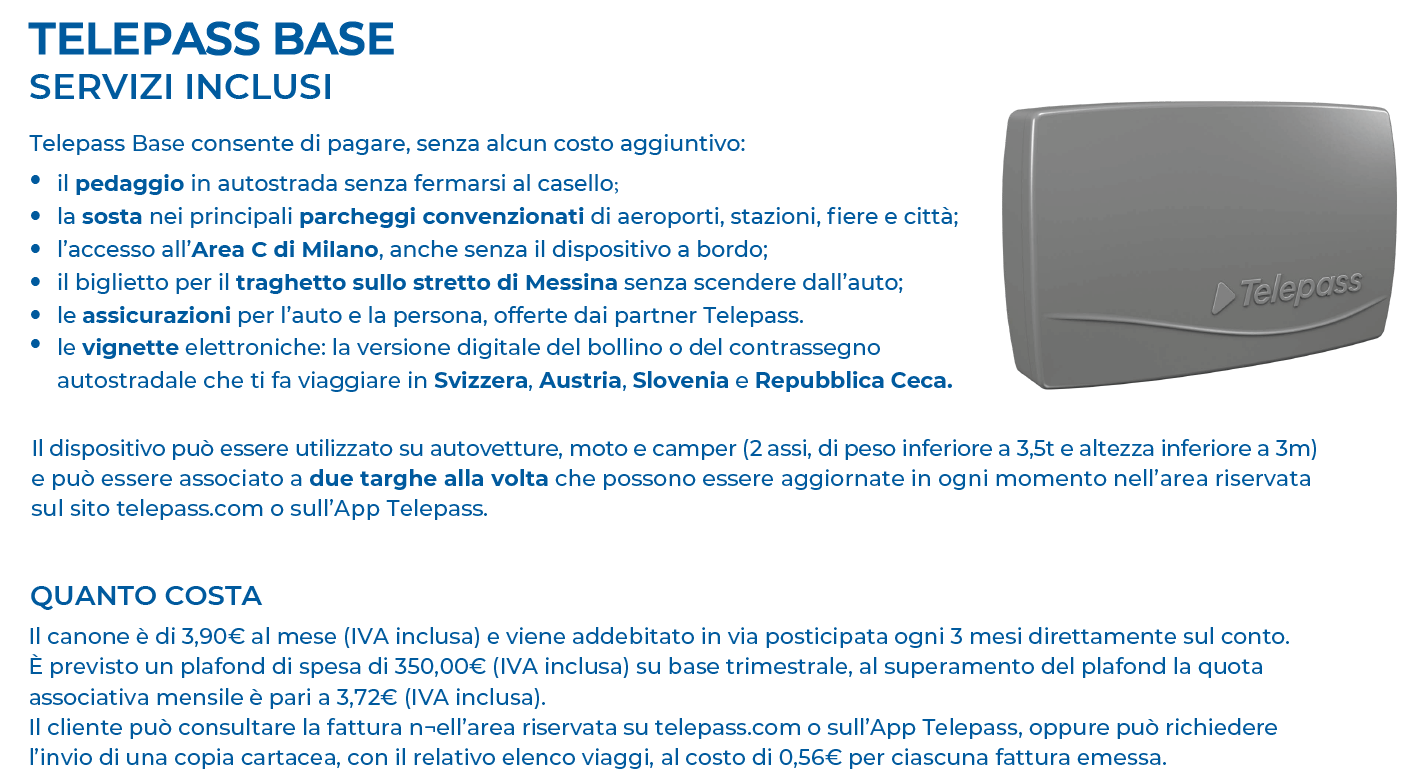 TELEPASS BASE
SERVIZI INCLUSI
Telepass Base consente di pagare, senza alcun costo aggiuntivo:
• il pedaggio in autostrada senza fermarsi al casello;
• la sosta nei principali parcheggi convenzionati di aeroporti, stazioni, fiere e città;
• l'accesso all'Area C di Milano, anche senza il dispositivo a bordo;
• il biglietto per il traghetto sullo stretto di Messina senza scendere dall'auto;
• le assicurazioni per l'auto e la persona, offerte dai partner Telepass.
• le vignette elettroniche: la versione digitale del bollino o del contrassegno
autostradale che ti fa viaggiare in Svizzera, Austria, Slovenia e Repubblica Ceca.
Telepass
Il dispositivo può essere utilizzato su autovetture, moto e camper (2 assi, di peso inferiore a 3,5t e altezza inferiore a 3m)
e può essere associato a due targhe alla volta che possono essere aggiornate in ogni momento nell'area riservata
sul sito telepass.com o sull'App Telepass.
QUANTO COSTA
Il canone è di 3,90€ al mese (IVA inclusa) e viene addebitato in via posticipata ogni 3 mesi direttamente sul conto.
È previsto un plafond di spesa di 350,00€ (IVA inclusa) su base trimestrale, al superamento del plafond la quota
associativa mensile è pari a 3,72€ (IVA inclusa).
Il cliente può consultare la fattura n¬ell'area riservata su telepass.com o sull'App Telepass, oppure può richiedere
l'invio di una copia cartacea, con il relativo elenco viaggi, al costo di 0,56€ per ciascuna fattura emessa.